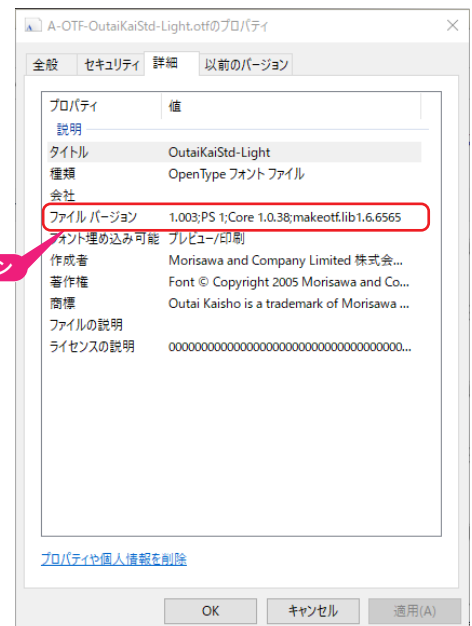 A-OTF-OutaiKaiStd-Light.otfのプロパティ
全般 セキュリティ 詳細 以前のバージョン
プロパティ 値
説明
タイトル OutaiKaiStd-Light
種類 OpenType フォント ファイル
会社
ファイル バージョン 1.003;PS 1;Core 1.0.38;makeotf.lib1.6.6565
フォント埋め込み可能 プレビュー/印刷
ン
作成者 Morisawa and Company Limited 株式会...
著作権 Font © Copyright 2005 Morisawa and Co...
商標 Outai Kaisho is a trademark of Morisawa ...
ファイルの説明
ライセンスの説明 000000000000000000000000000000000...
プロパティや個人情報を削除
OK キャンセル 適用(A)